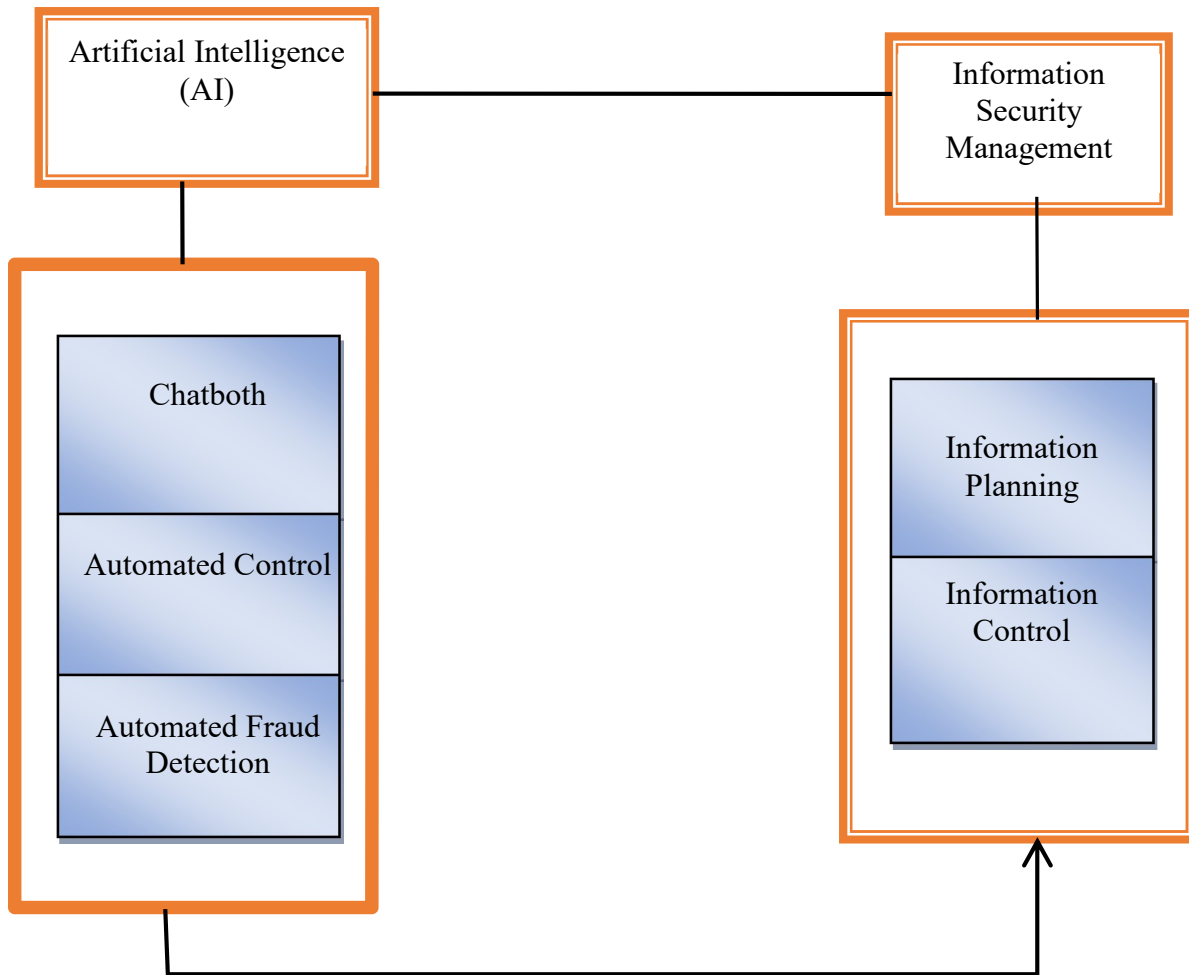 Artificial Intelligence
(AI)
Information
Security
Management
Chatboth
Automated Control
Automated Fraud
Detection
Information
Planning
Information
Control